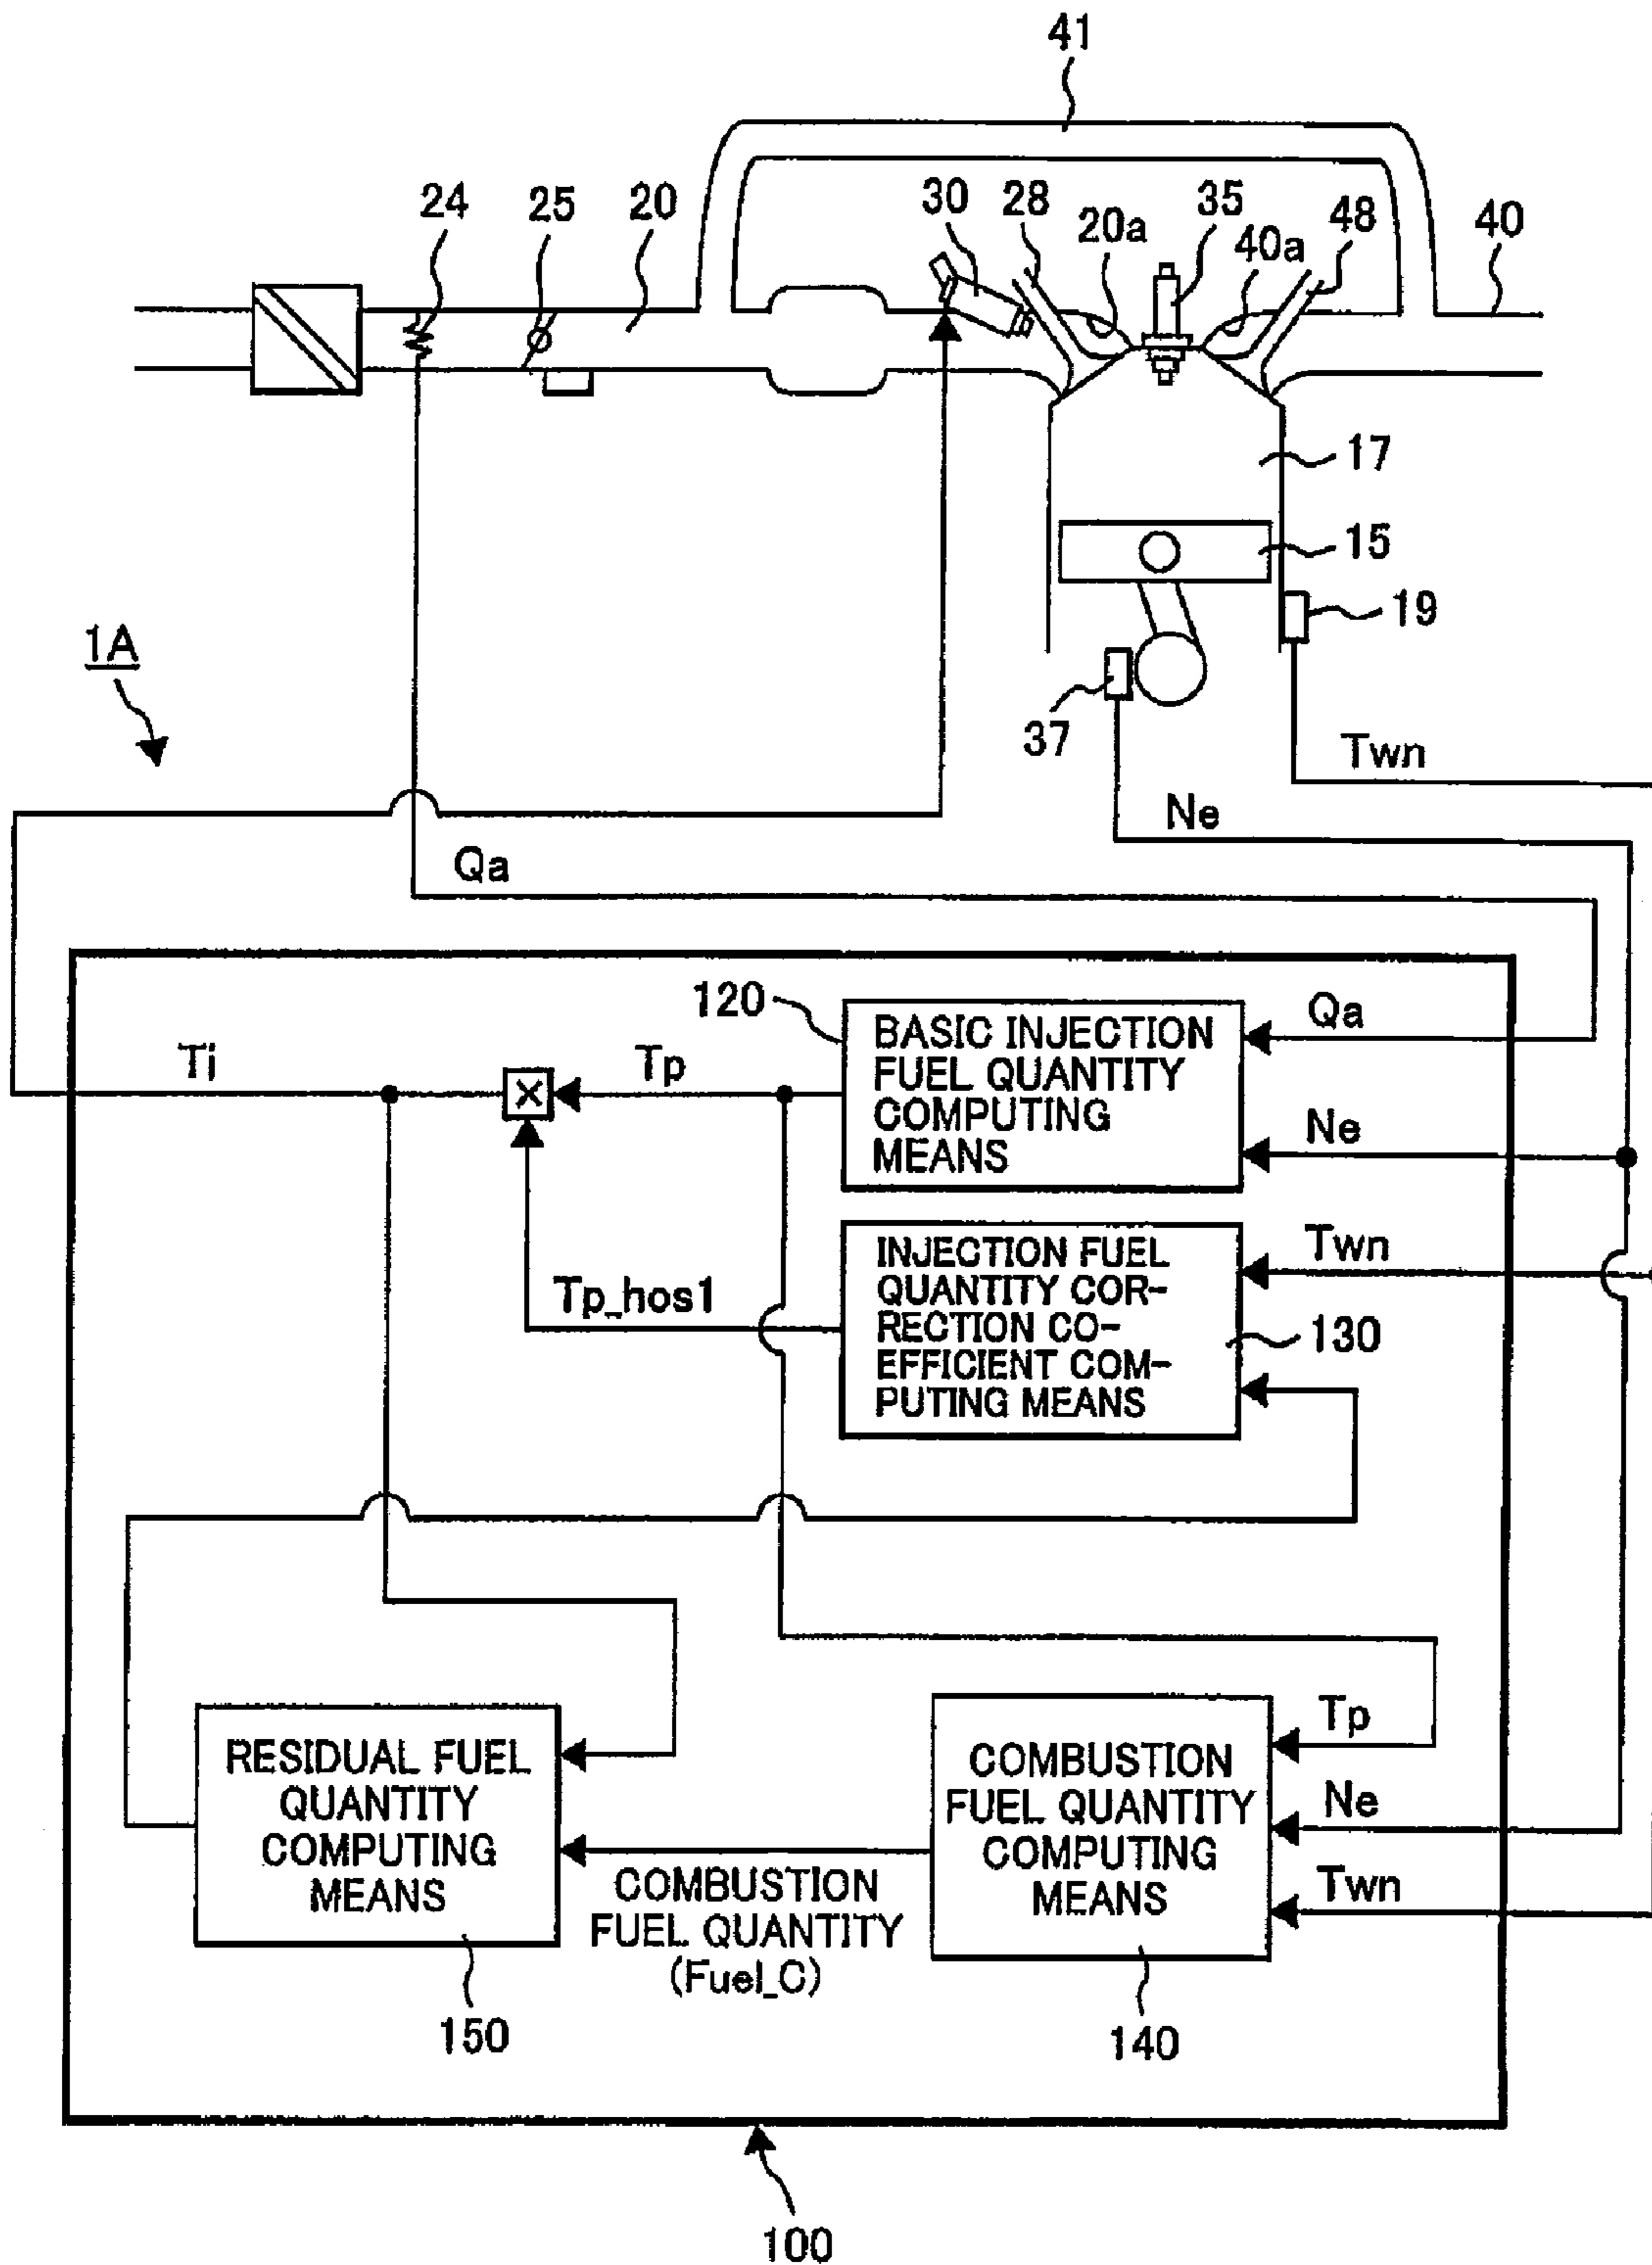 41
24
25
20
30
28
20a
35
40a
48
40
17
15
19
1A
37
Twn
Ne
Qa
120
BASIC INJECTION
FUEL QUANTITY
COMPUTING
MEANS
Qa
Ti
Tp
×
Ne
INJECTION FUEL
QUANTITY COR-
RECTION CO-
EFFICIENT COM-
PUTING MEANS
Twn
Tp_hos1
130
RESIDUAL FUEL
QUANTITY
COMPUTING
MEANS
COMBUSTION
FUEL QUANTITY
(Fuel_C)
COMBUSTION
FUEL QUANTITY
COMPUTING
MEANS
Tp
Ne
Twn
150
140
100